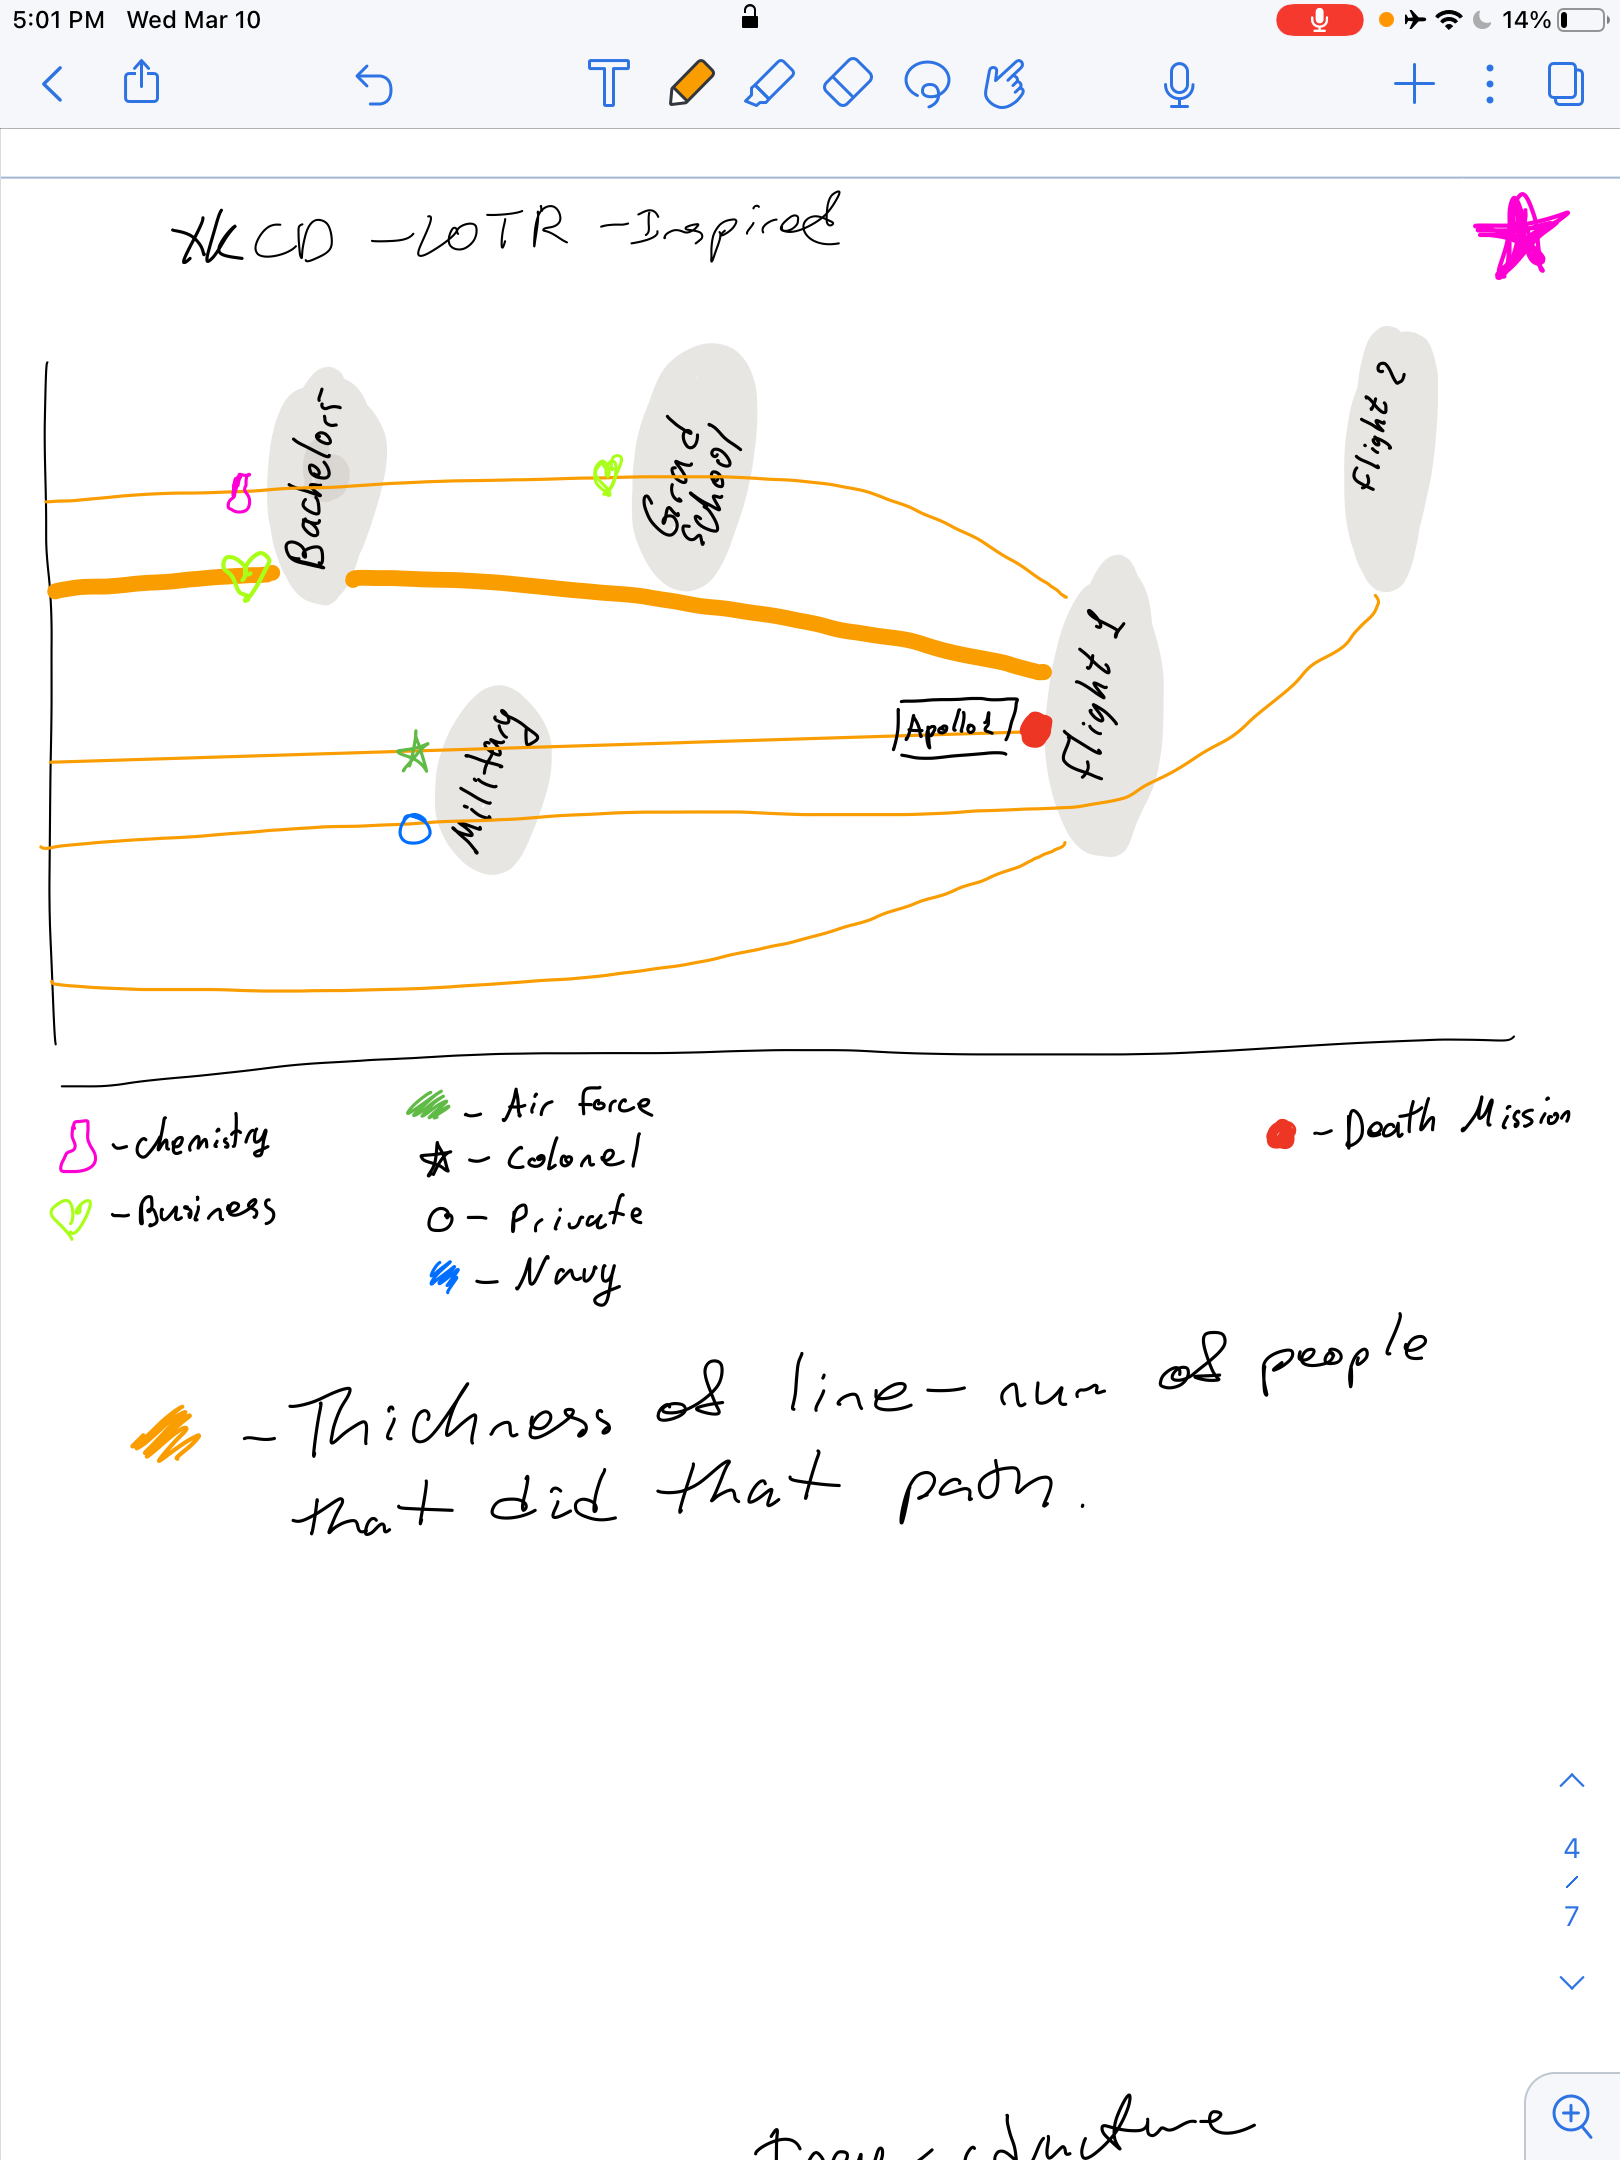 5:01 PM Wed Mar 10
14%
T
XKCD - LOTR - Inspired
Bachelors
Grad
School
Flight 2
Flight 1
Apollo 1
Military
- Chemistry
- Business
- Air Force
- Colonel
- Private
- Navy
- Death Mission
- Thickness of line - num of people
that did that path.
4
/
7